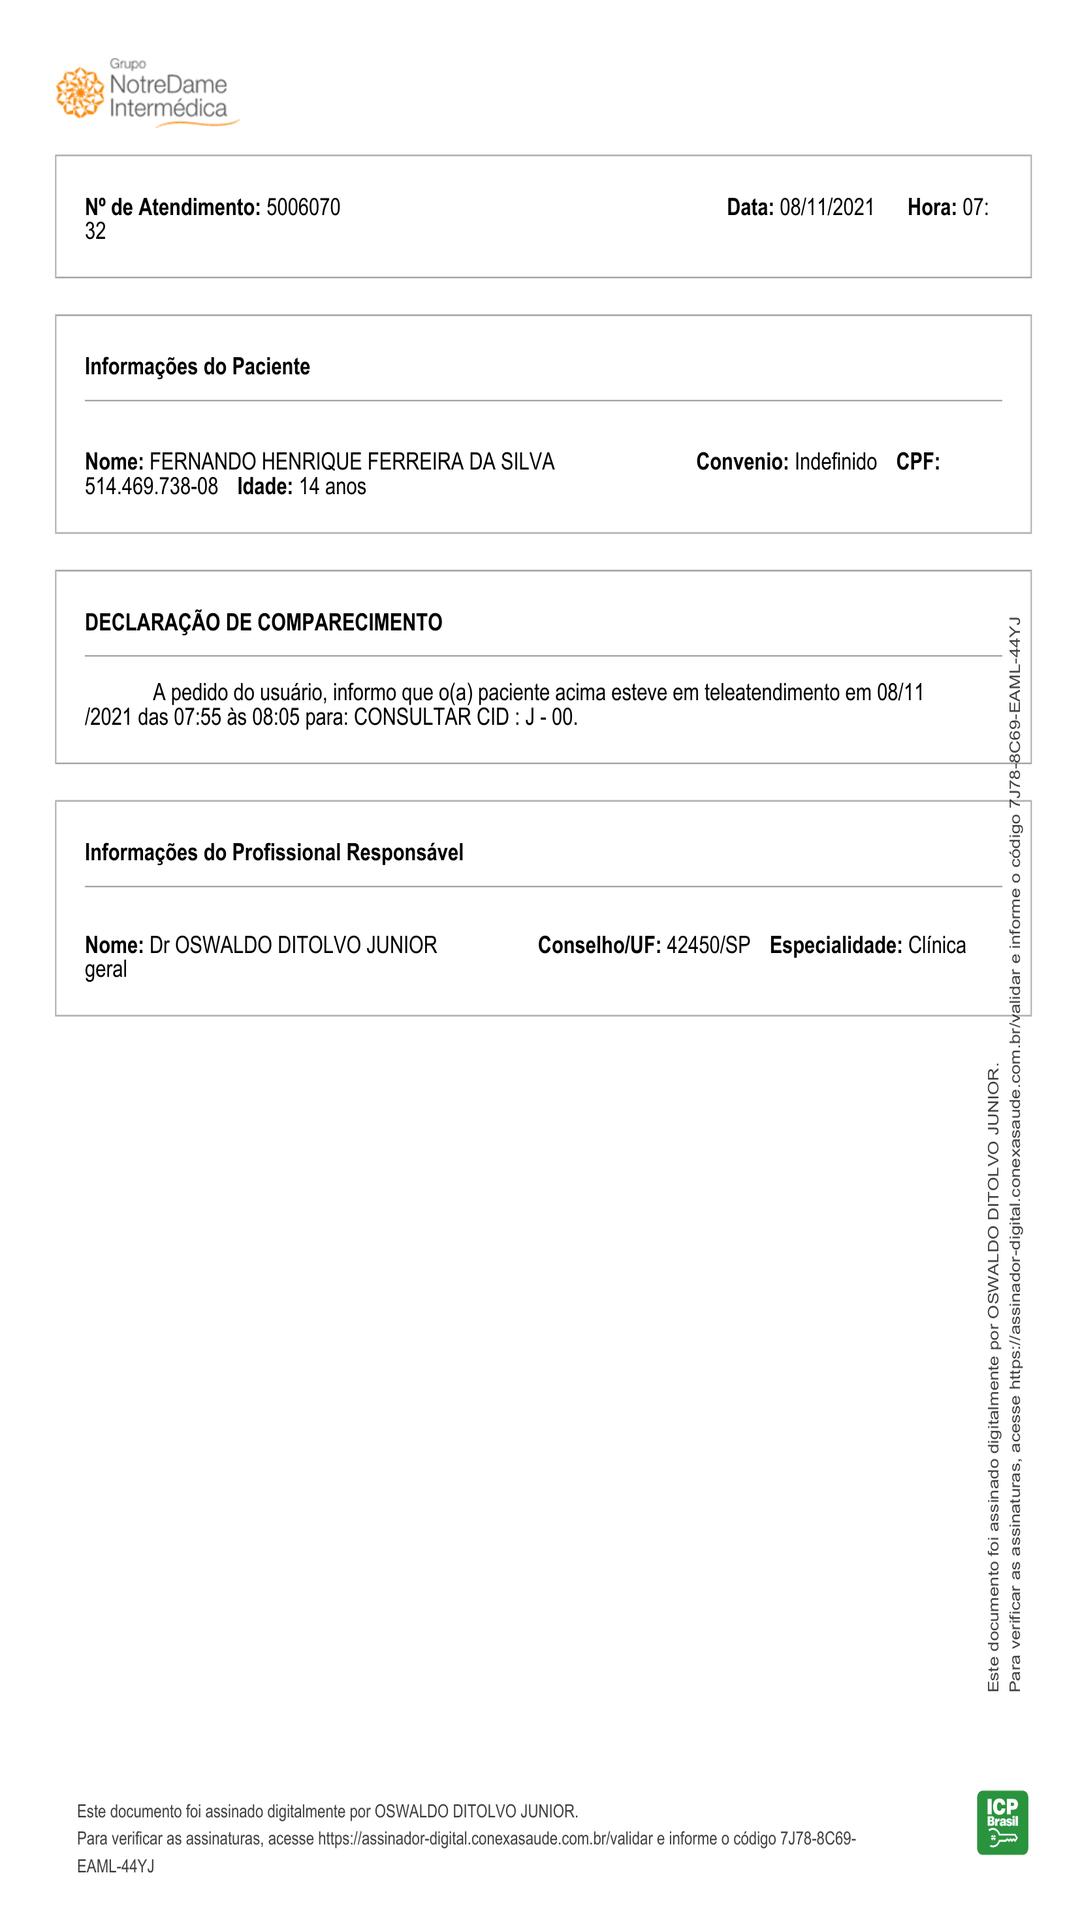 Grupo
NotreDame
Intermédica
Nº de Atendimento: 5006070 Data: 08/11/2021 Hora: 07:
32
Informações do Paciente
Nome: FERNANDO HENRIQUE FERREIRA DA SILVA Convenio: Indefinido CPF:
514.469.738-08 Idade: 14 anos
DECLARAÇÃO DE COMPARECIMENTO
A pedido do usuário, informo que o(a) paciente acima esteve em teleatendimento em 08/11
/2021 das 07:55 às 08:05 para: CONSULTAR CID : J - 00.
Informações do Profissional Responsável
Nome: Dr OSWALDO DITOLVO JUNIOR Conselho/UF: 42450/SP Especialidade: Clínica
geral
Este documento foi assinado digitalmente por OSWALDO DITOLVO JUNIOR.
Para verificar as assinaturas, acesse https://assinador-digital.conexasaude.com.br/validar e informe o código 7J78-8C69-EAML-44YJ
Este documento foi assinado digitalmente por OSWALDO DITOLVO JUNIOR.
Para verificar as assinaturas, acesse https://assinador-digital.conexasaude.com.br/validar e informe o código 7J78-8C69-
EAML-44YJ
ICP
Brasil